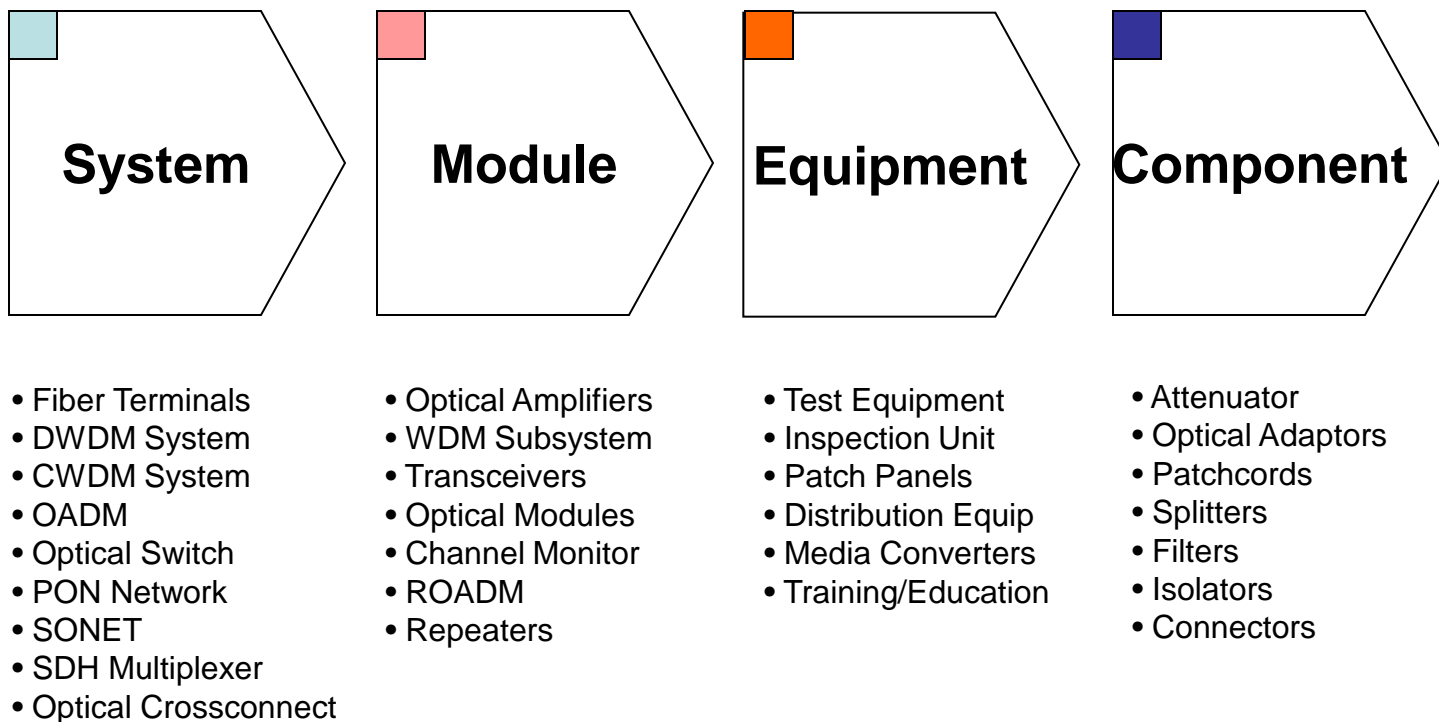 System
• Fiber Terminals
• DWDM System
• CWDM System
• OADM
• Optical Switch
• PON Network
• SONET
• SDH Multiplexer
• Optical Crossconnect
Module
• Optical Amplifiers
• WDM Subsystem
• Transceivers
• Optical Modules
• Channel Monitor
• ROADM
• Repeaters
Equipment
• Test Equipment
• Inspection Unit
• Patch Panels
• Distribution Equip
• Media Converters
• Training/Education
Component
• Attenuator
• Optical Adaptors
• Patchcords
• Splitters
• Filters
• Isolators
• Connectors